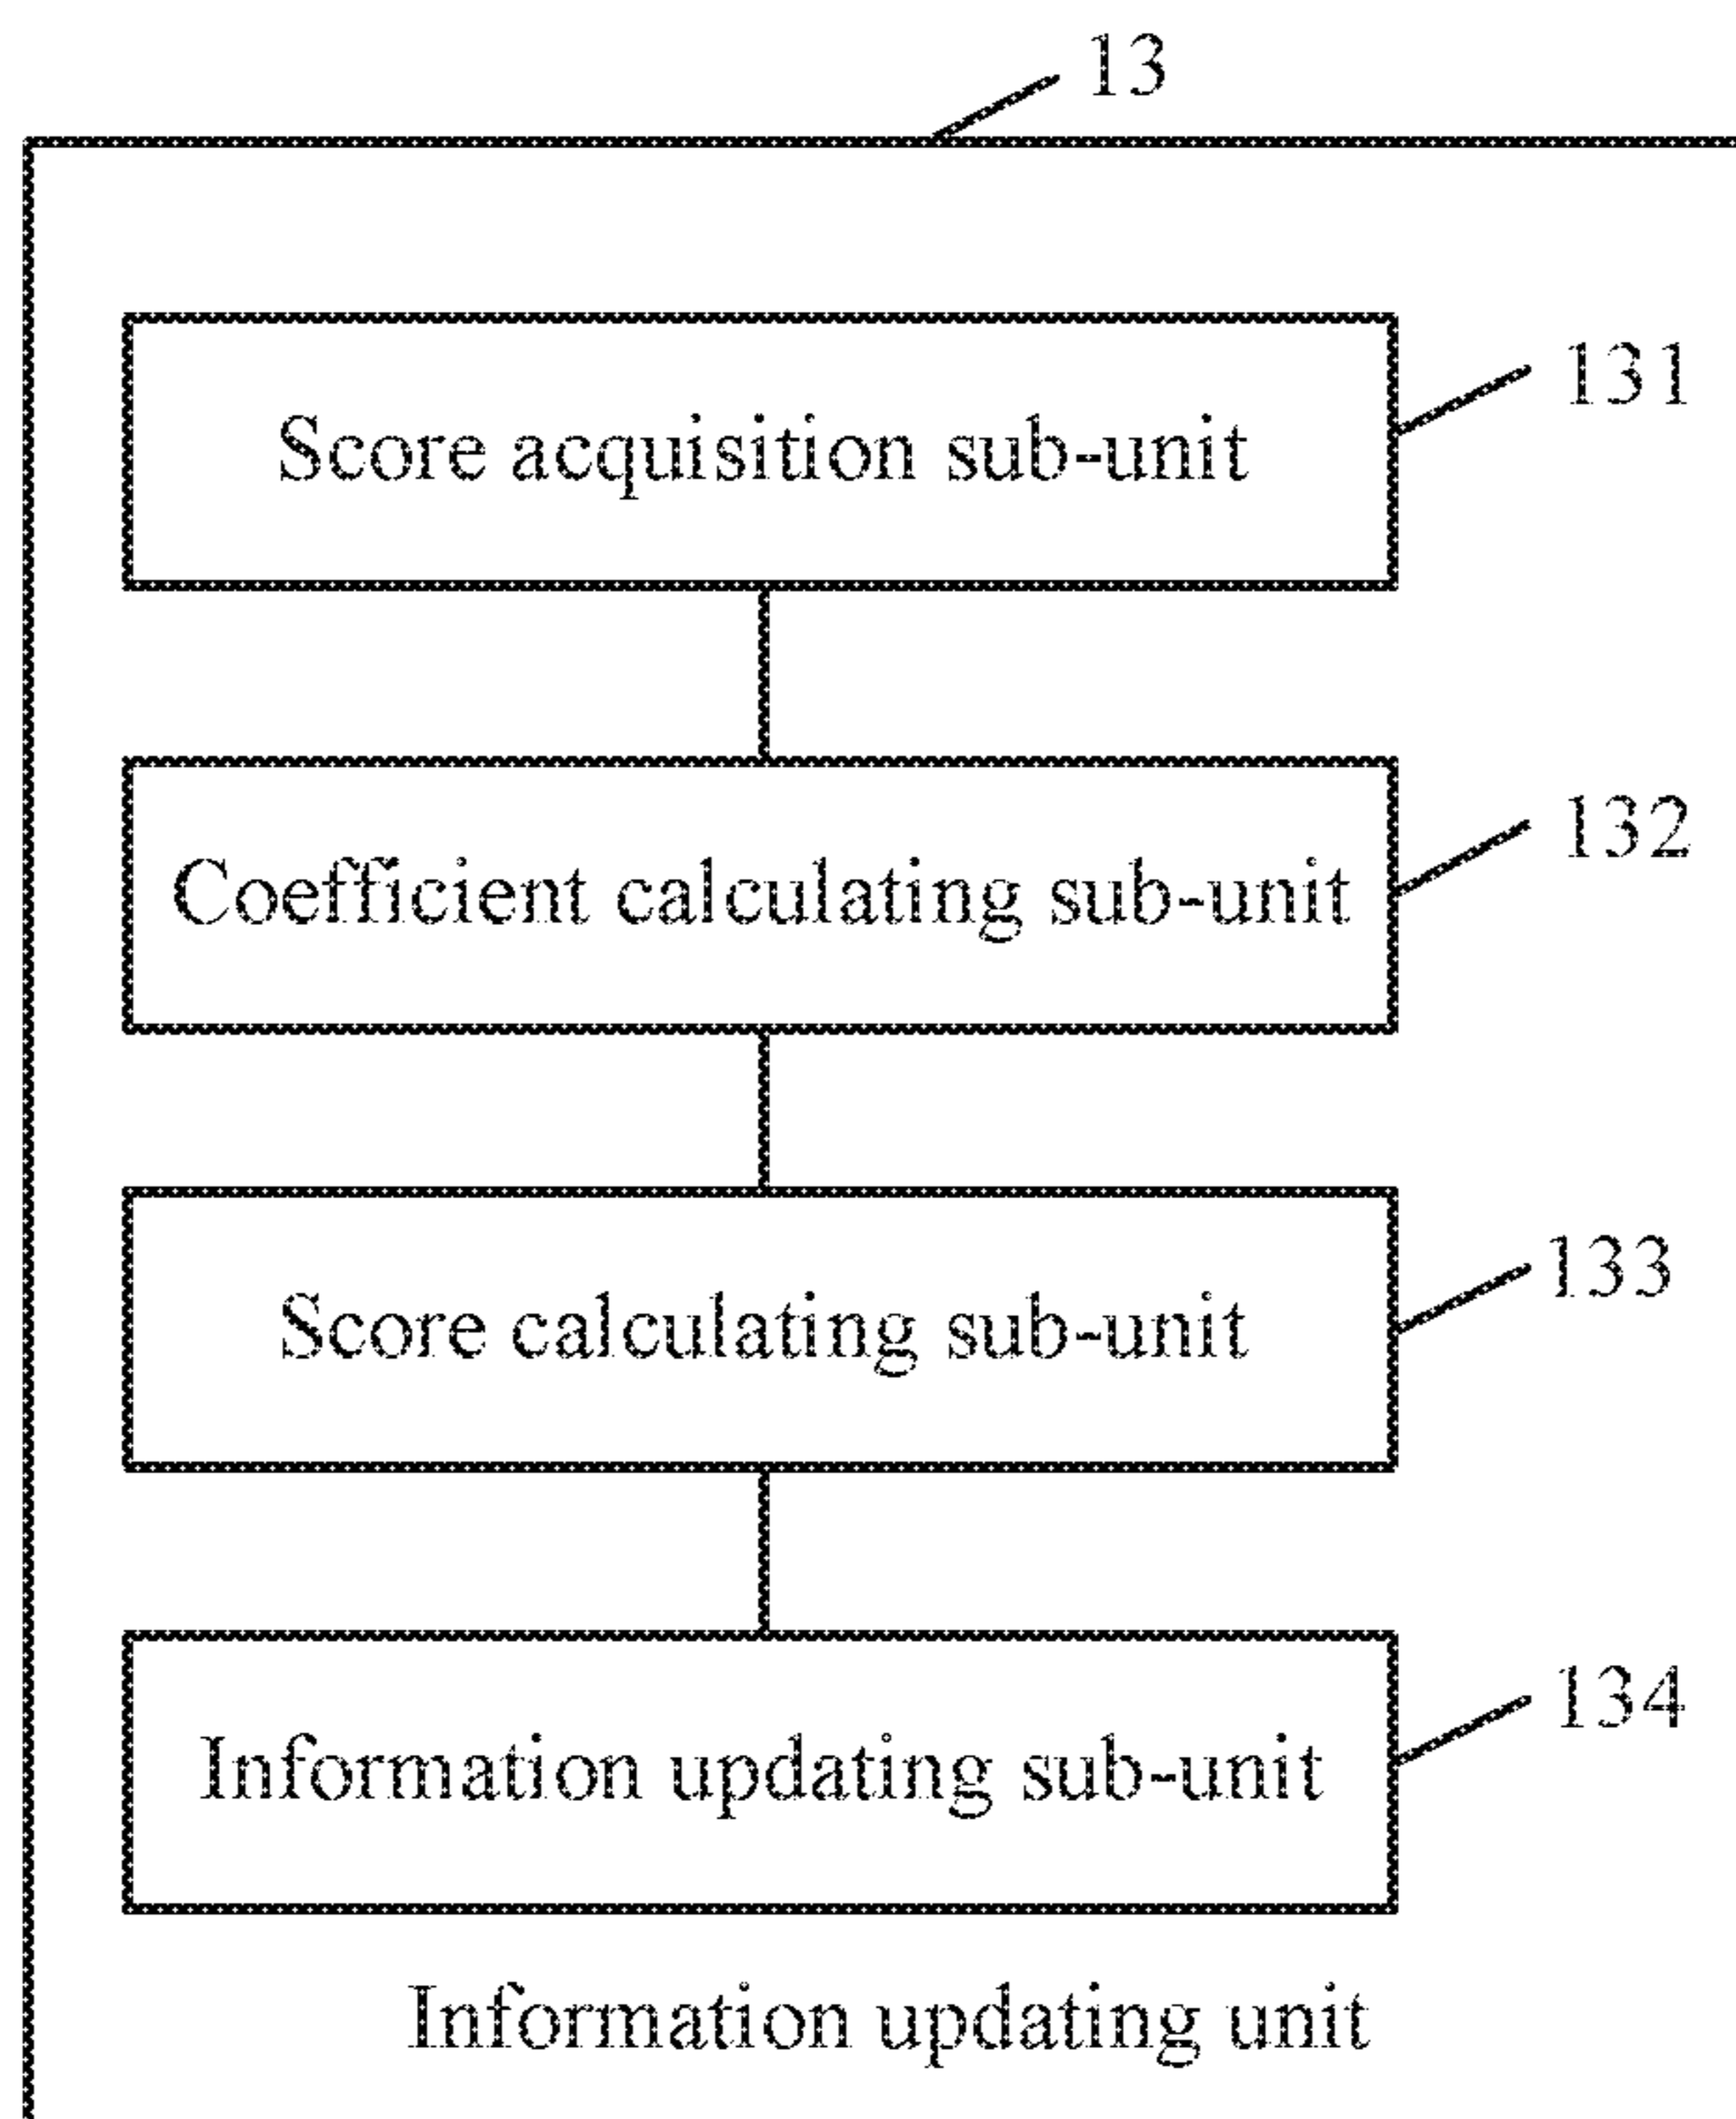 13
Score acquisition sub-unit
131
Coefficient calculating sub-unit
132
Score calculating sub-unit
133
Information updating sub-unit
134
Information updating unit